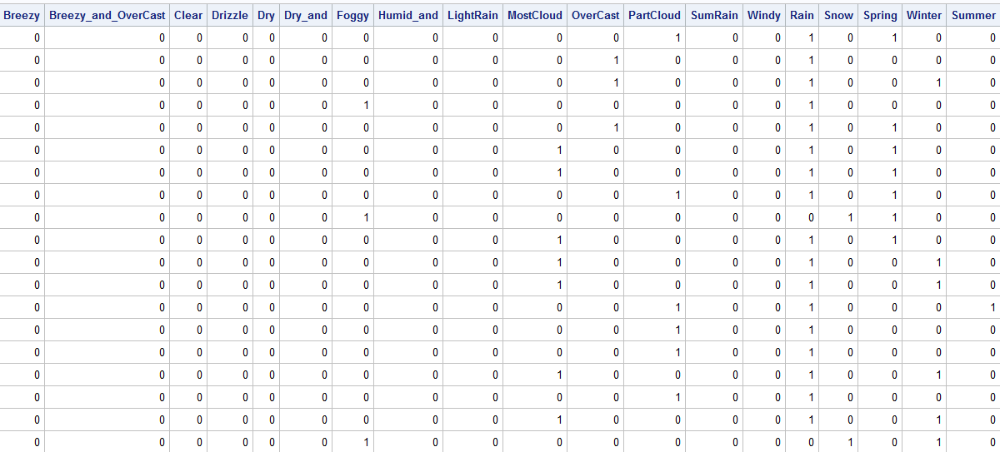 Breezy Breezy_and_OverCast Clear Drizzle Dry Dry_and Foggy Humid_and LightRain MostCloud OverCast PartCloud SumRain Windy Rain Snow Spring Winter Summer
0 0 0 0 0 0 0 0 0 0 0 1 0 0 1 0 1 0 0
0 0 0 0 0 0 0 0 0 0 1 0 0 0 1 0 0 0 0
0 0 0 0 0 0 0 0 0 0 1 0 0 0 1 0 0 1 0
0 0 0 0 0 0 1 0 0 0 0 0 0 0 1 0 0 0 0
0 0 0 0 0 0 0 0 0 0 1 0 0 0 1 0 1 0 0
0 0 0 0 0 0 0 0 0 1 0 0 0 0 1 0 1 0 0
0 0 0 0 0 0 0 0 0 1 0 0 0 0 1 0 1 0 0
0 0 0 0 0 0 0 0 0 0 0 1 0 0 1 0 1 0 0
0 0 0 0 0 0 1 0 0 0 0 0 0 0 0 1 1 0 0
0 0 0 0 0 0 0 0 0 1 0 0 0 0 1 0 1 0 0
0 0 0 0 0 0 0 0 0 1 0 0 0 0 1 0 0 1 0
0 0 0 0 0 0 0 0 0 1 0 0 0 0 1 0 0 1 0
0 0 0 0 0 0 0 0 0 0 0 1 0 0 1 0 0 0 1
0 0 0 0 0 0 0 0 0 0 0 1 0 0 1 0 0 0 0
0 0 0 0 0 0 0 0 0 0 0 1 0 0 1 0 0 0 0
0 0 0 0 0 0 0 0 0 1 0 0 0 0 1 0 0 1 0
0 0 0 0 0 0 0 0 0 0 0 1 0 0 1 0 0 0 0
0 0 0 0 0 0 0 0 0 1 0 0 0 0 1 0 0 1 0
0 0 0 0 0 0 1 0 0 0 0 0 0 0 0 1 0 1 0